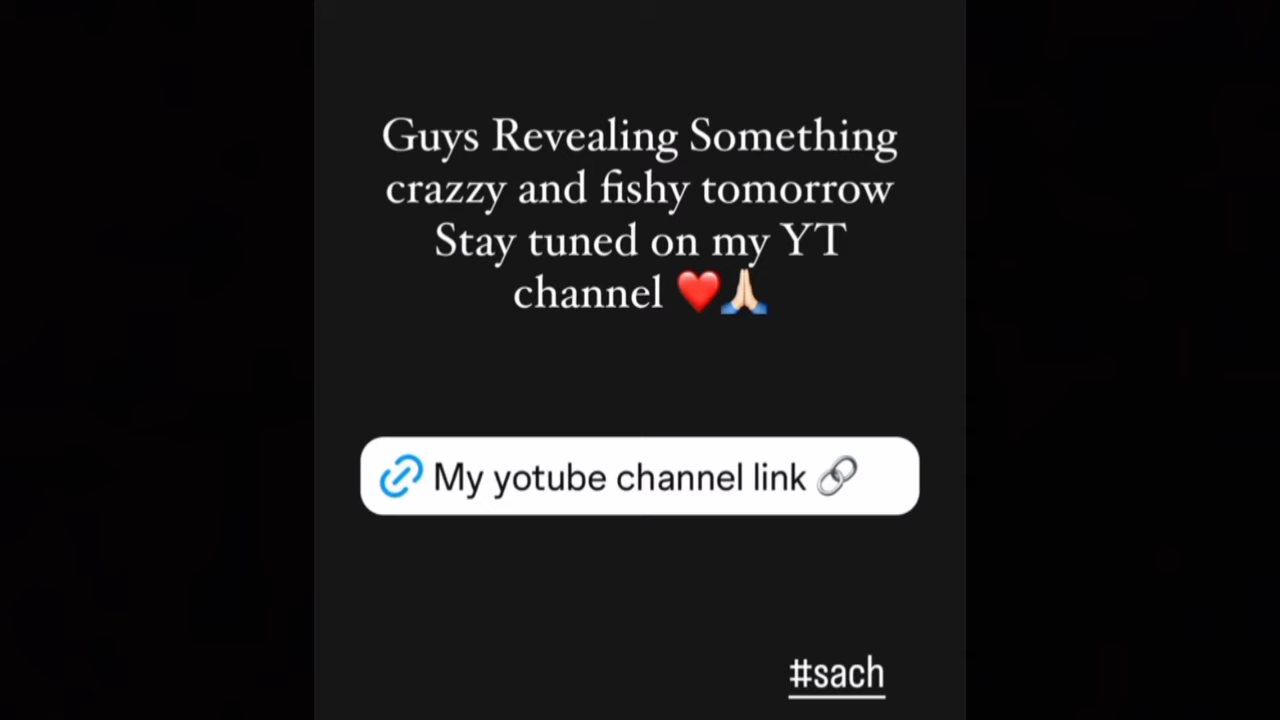 Guys Revealing Something
crazzy and fishy tomorrow
Stay tuned on my YT
channel ❤️🙏🏻
My yotube channel link 🔗
#sach